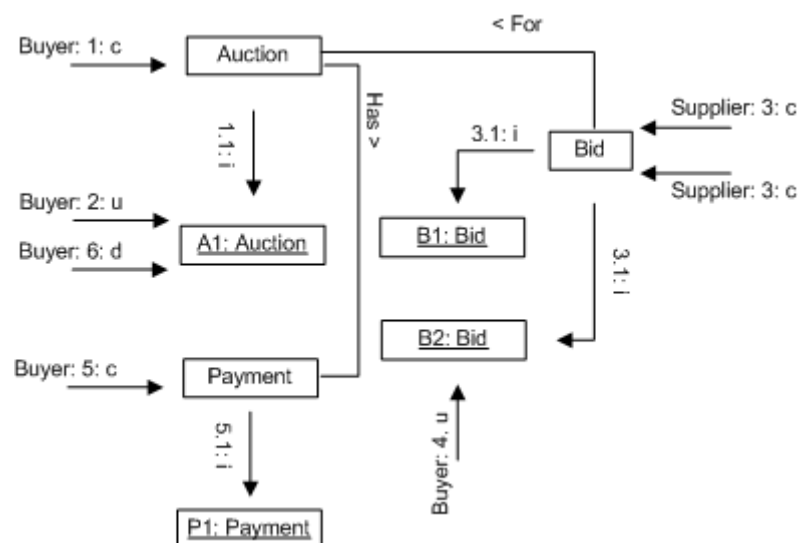 < For
Buyer: 1: c
Auction
Has >
Supplier: 3: c
1.1: i
3.1: i
Bid
Supplier: 3: c
Buyer: 2: u
A1: Auction
B1: Bid
Buyer: 6: d
3.1: i
B2: Bid
Buyer: 5: c
Payment
5.1: i
Buyer: 4. u
P1: Payment